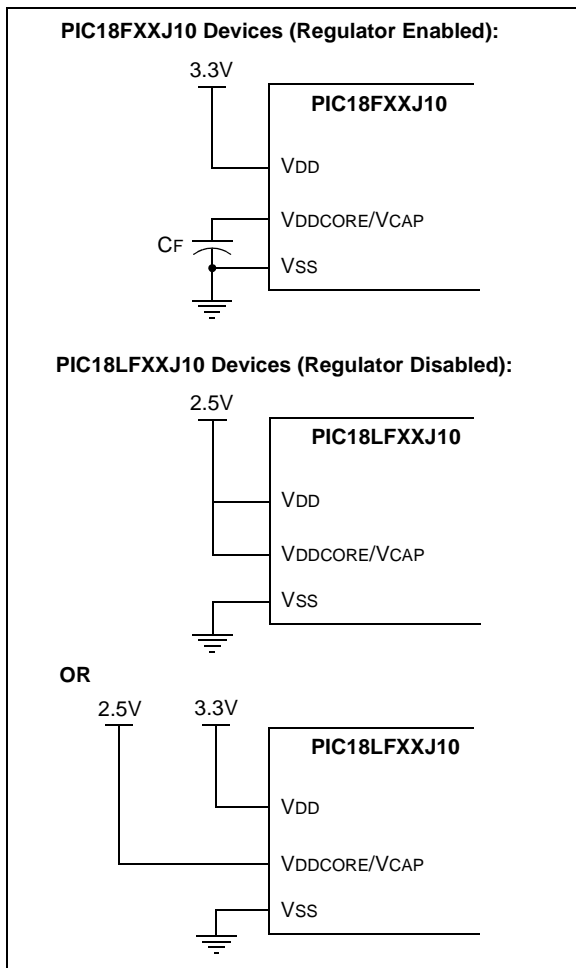 PIC18FXXJ10 Devices (Regulator Enabled):
3.3V
PIC18FXXJ10
VDD
VDDCORE/VCAP
CF
VSS
PIC18LFXXJ10 Devices (Regulator Disabled):
2.5V
PIC18LFXXJ10
VDD
VDDCORE/VCAP
VSS
OR
2.5V 3.3V
PIC18LFXXJ10
VDD
VDDCORE/VCAP
VSS